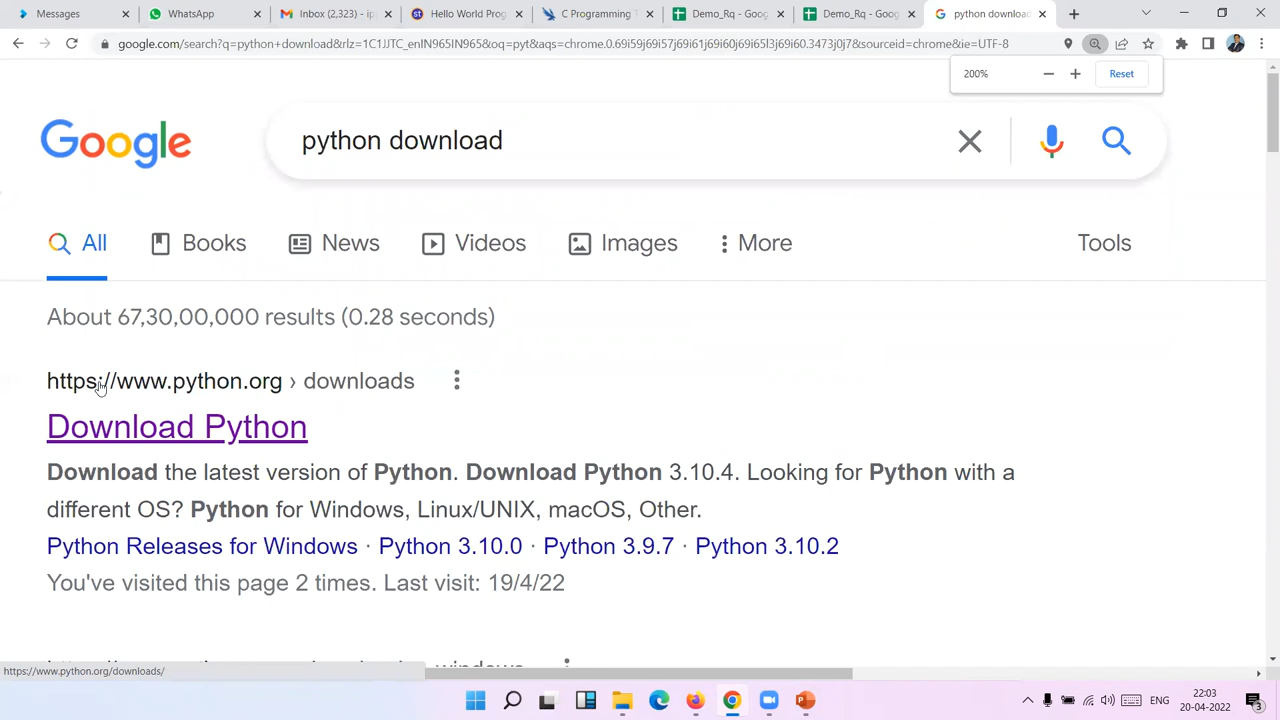 Messages
WhatsApp
Inbox (2,323) - ip
Hello World Prog
C Programming T
Demo_Rq - Goog
Demo_Rq - Goog
python download
google.com/search?q=python+download&rlz=1C1JJTC_enIN965IN965&oq=pyt&aqs=chrome.0.69i59j69i57j69i61j69i60j69i65l3j69i60.3473j0j7&sourceid=chrome&ie=UTF-8
200%
Reset
Google
python download
All
Books
News
Videos
Images
More
Tools
About 67,30,00,000 results (0.28 seconds)
https://www.python.org › downloads
Download Python
Download the latest version of Python. Download Python 3.10.4. Looking for Python with a
different OS? Python for Windows, Linux/UNIX, macOS, Other.
Python Releases for Windows · Python 3.10.0 · Python 3.9.7 · Python 3.10.2
You've visited this page 2 times. Last visit: 19/4/22
windows
https://www.python.org/downloads/
ENG
22:03
20-04-2022
3